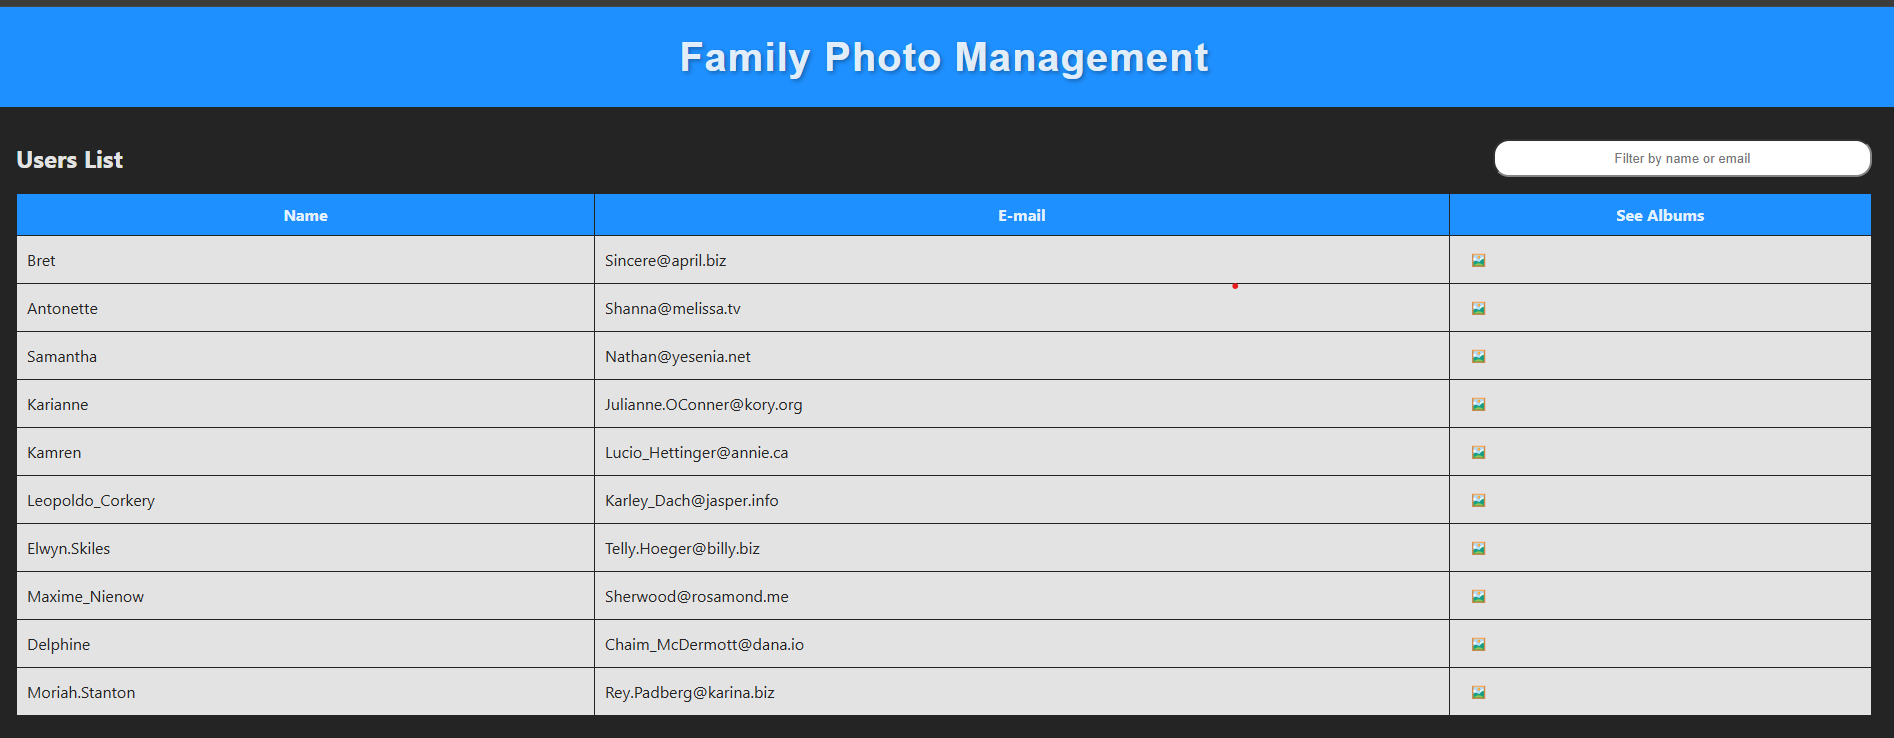 Family Photo Management
Users List
Filter by name or email
Name E-mail See Albums
Bret Sincere@april.biz
Antonette Shanna@melissa.tv
Samantha Nathan@yesenia.net
Karianne Julianne.OConner@kory.org
Kamren Lucio_Hettinger@annie.ca
Leopoldo_Corkery Karley_Dach@jasper.info
Elwyn.Skiles Telly.Hoeger@billy.biz
Maxime_Nienow Sherwood@rosamond.me
Delphine Chaim_McDermott@dana.io
Moriah.Stanton Rey.Padberg@karina.biz